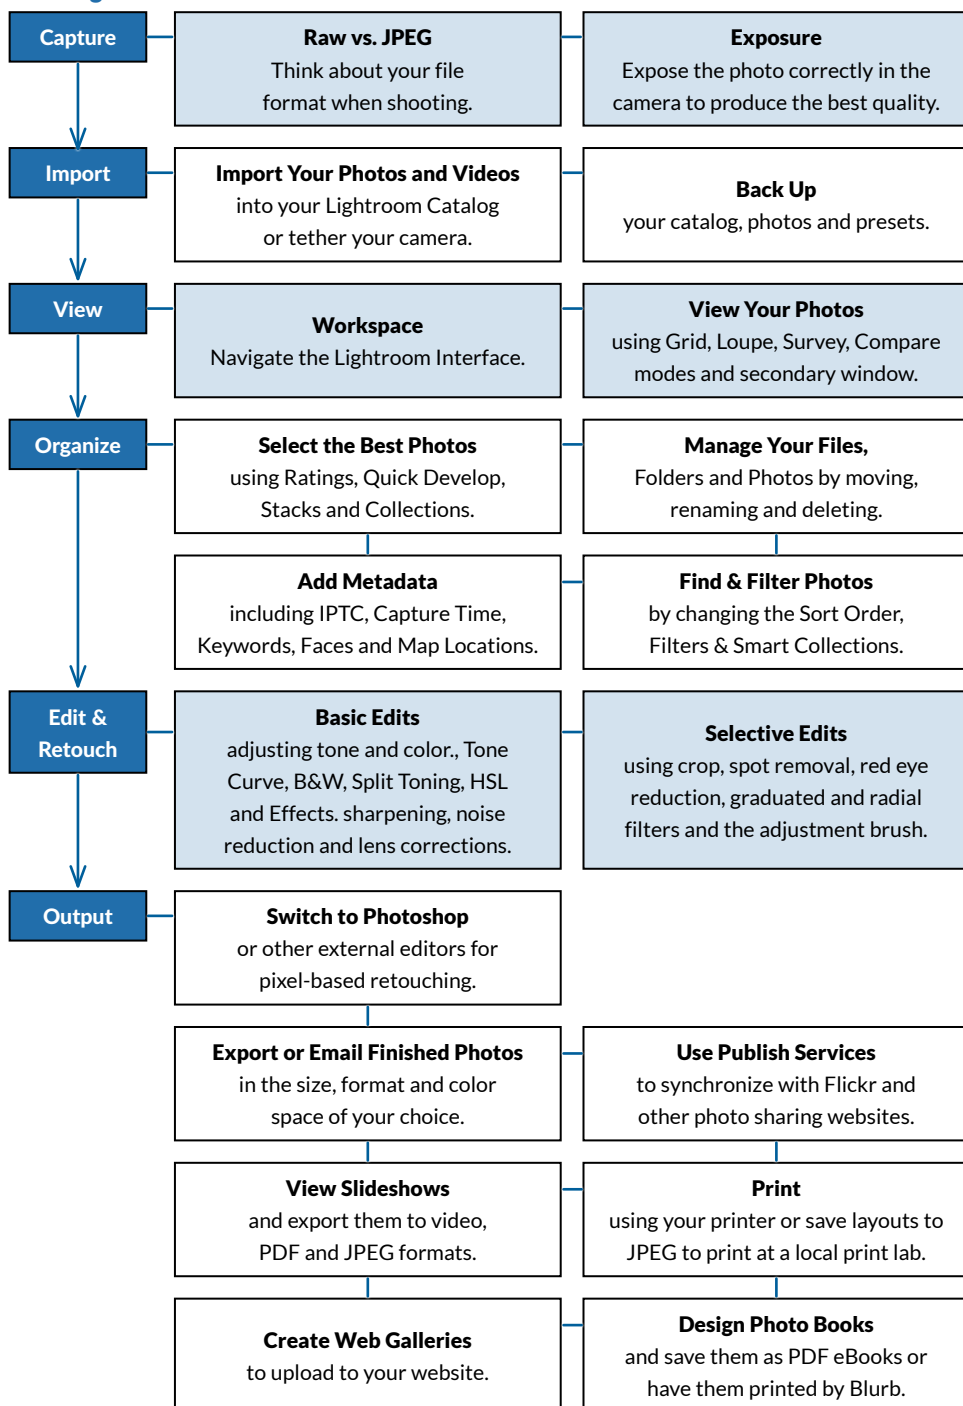 Capture
Raw vs. JPEG
Think about your file
format when shooting.
Exposure
Expose the photo correctly in the
camera to produce the best quality.
Import
Import Your Photos and Videos
into your Lightroom Catalog
or tether your camera.
Back Up
your catalog, photos and presets.
View
Workspace
Navigate the Lightroom Interface.
View Your Photos
using Grid, Loupe, Survey, Compare
modes and secondary window.
Organize
Select the Best Photos
using Ratings, Quick Develop,
Stacks and Collections.
Manage Your Files,
Folders and Photos by moving,
renaming and deleting.
Add Metadata
including IPTC, Capture Time,
Keywords, Faces and Map Locations.
Find & Filter Photos
by changing the Sort Order,
Filters & Smart Collections.
Edit &
Retouch
Basic Edits
adjusting tone and color., Tone
Curve, B&W, Split Toning, HSL
and Effects. sharpening, noise
reduction and lens corrections.
Selective Edits
using crop, spot removal, red eye
reduction, graduated and radial
filters and the adjustment brush.
Output
Switch to Photoshop
or other external editors for
pixel-based retouching.
Export or Email Finished Photos
in the size, format and color
space of your choice.
Use Publish Services
to synchronize with Flickr and
other photo sharing websites.
View Slideshows
and export them to video,
PDF and JPEG formats.
Print
using your printer or save layouts to
JPEG to print at a local print lab.
Create Web Galleries
to upload to your website.
Design Photo Books
and save them as PDF eBooks or
have them printed by Blurb.